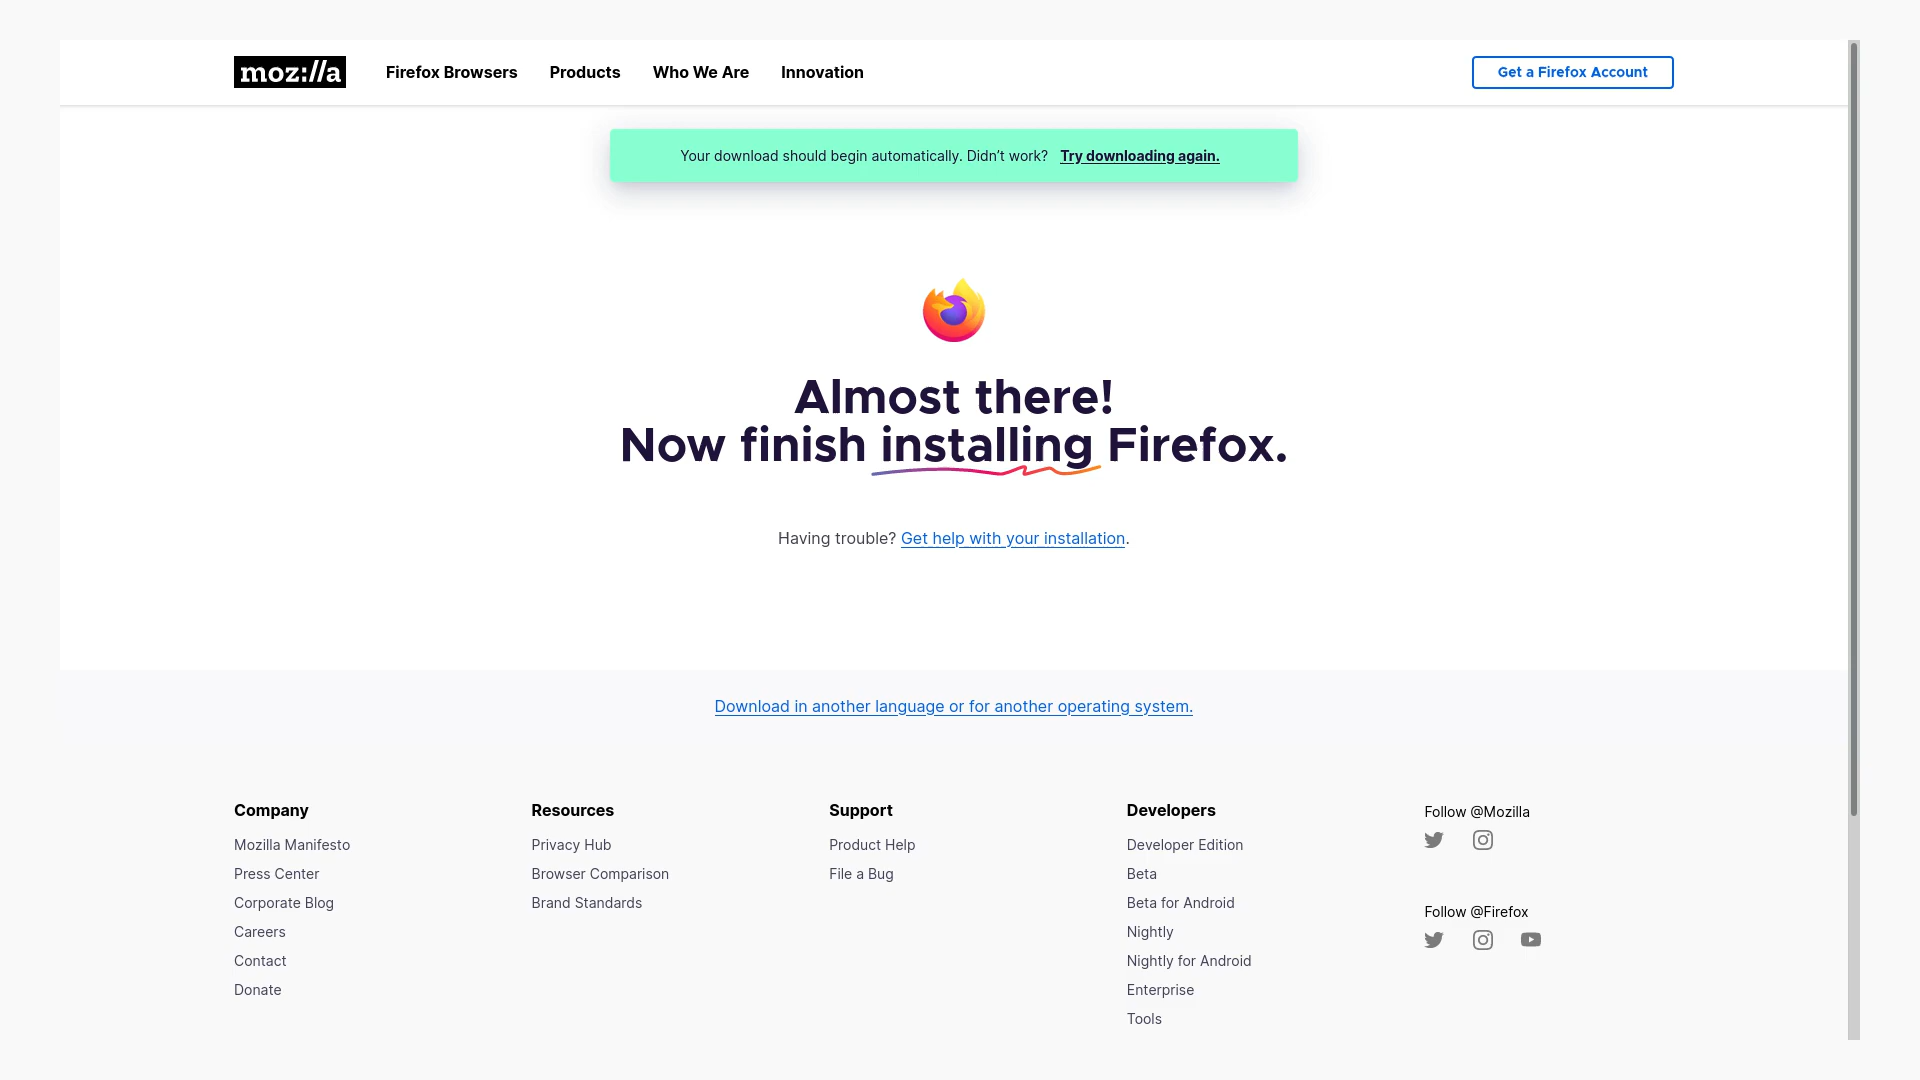 moz://a
Firefox Browsers
Products
Who We Are
Innovation
Get a Firefox Account
Your download should begin automatically. Didn’t work? Try downloading again.
Almost there!
Now finish installing Firefox.
Having trouble? Get help with your installation.
Download in another language or for another operating system.
Company
Mozilla Manifesto
Press Center
Corporate Blog
Careers
Contact
Donate
Resources
Privacy Hub
Browser Comparison
Brand Standards
Support
Product Help
File a Bug
Developers
Developer Edition
Beta
Beta for Android
Nightly
Nightly for Android
Enterprise
Tools
Follow @Mozilla
Follow @Firefox